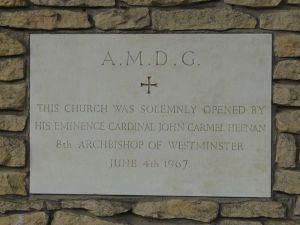 A.M.D.G.
THIS CHURCH WAS SOLEMNLY OPENED BY
HIS EMINENCE CARDINAL JOHN CARMEL HEENAN
8th ARCHBISHOP OF WESTMINSTER
JUNE 4th 1967.